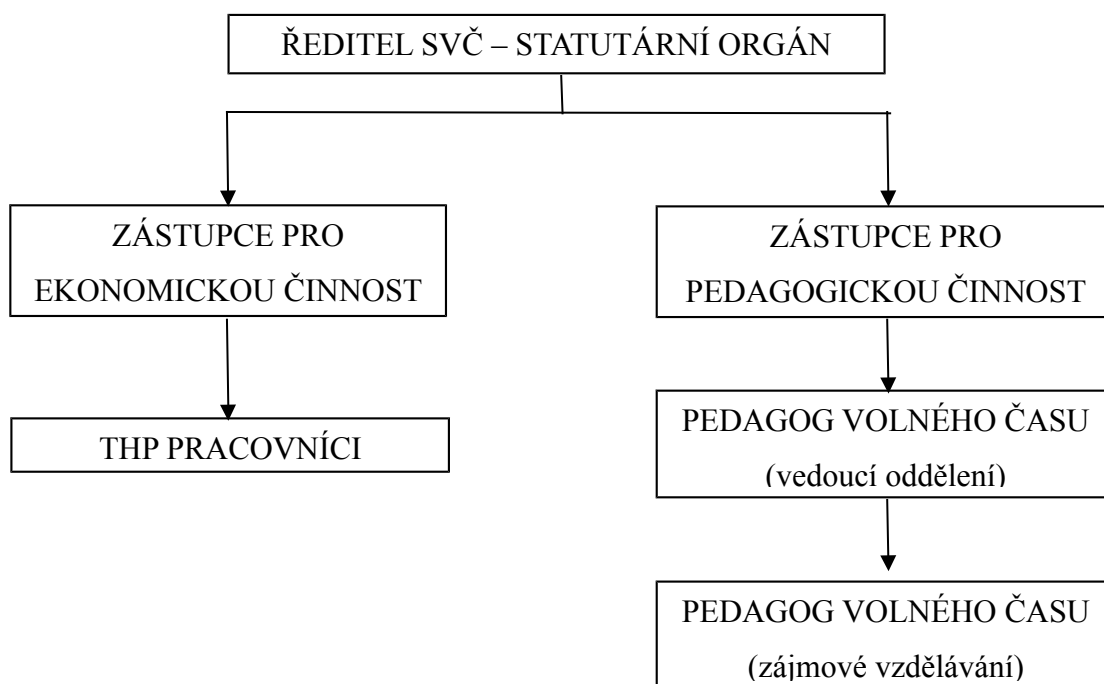 ŘEDITEL SVČ – STATUTÁRNÍ ORGÁN
ZÁSTUPCE PRO
EKONOMICKOU ČINNOST
ZÁSTUPCE PRO
PEDAGOGICKOU ČINNOST
THP PRACOVNÍCI
PEDAGOG VOLNÉHO ČASU
(vedoucí oddělení)
PEDAGOG VOLNÉHO ČASU
(zájmové vzdělávání)